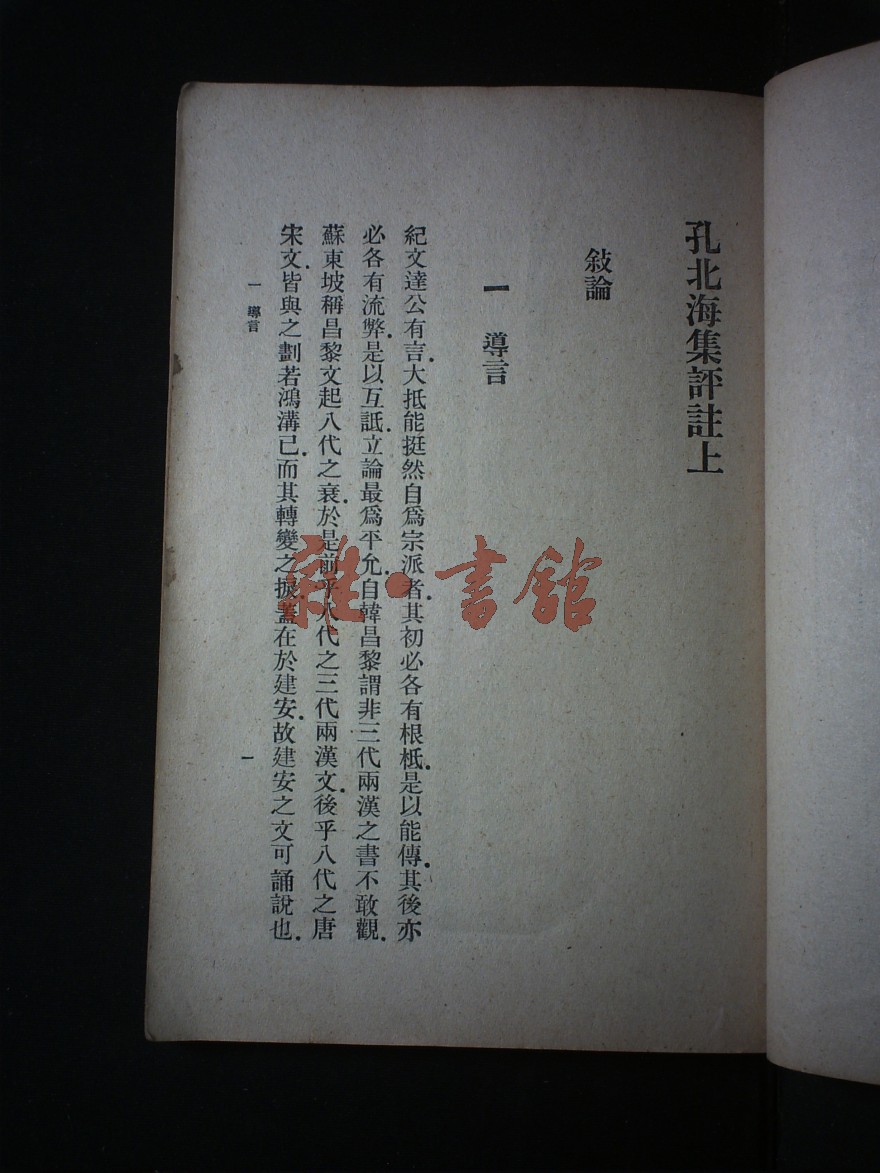 孔北海集評註上
敍論
一 導言
紀文達公有言.大抵能挺然自爲宗派者.其初必各有根柢.是以能傳.其後亦
必各有流弊.是以互詆.立論最爲平允.自韓昌黎謂非三代兩漢之書不敢觀.
蘇東坡稱昌黎文起八代之衰.於是前乎八代之三代兩漢文.後乎八代之唐
宋文.皆與之劃若鴻溝已.而其轉變之捩.蓋在於建安.故建安之文可誦說也.
一 導言
一
雜·書館